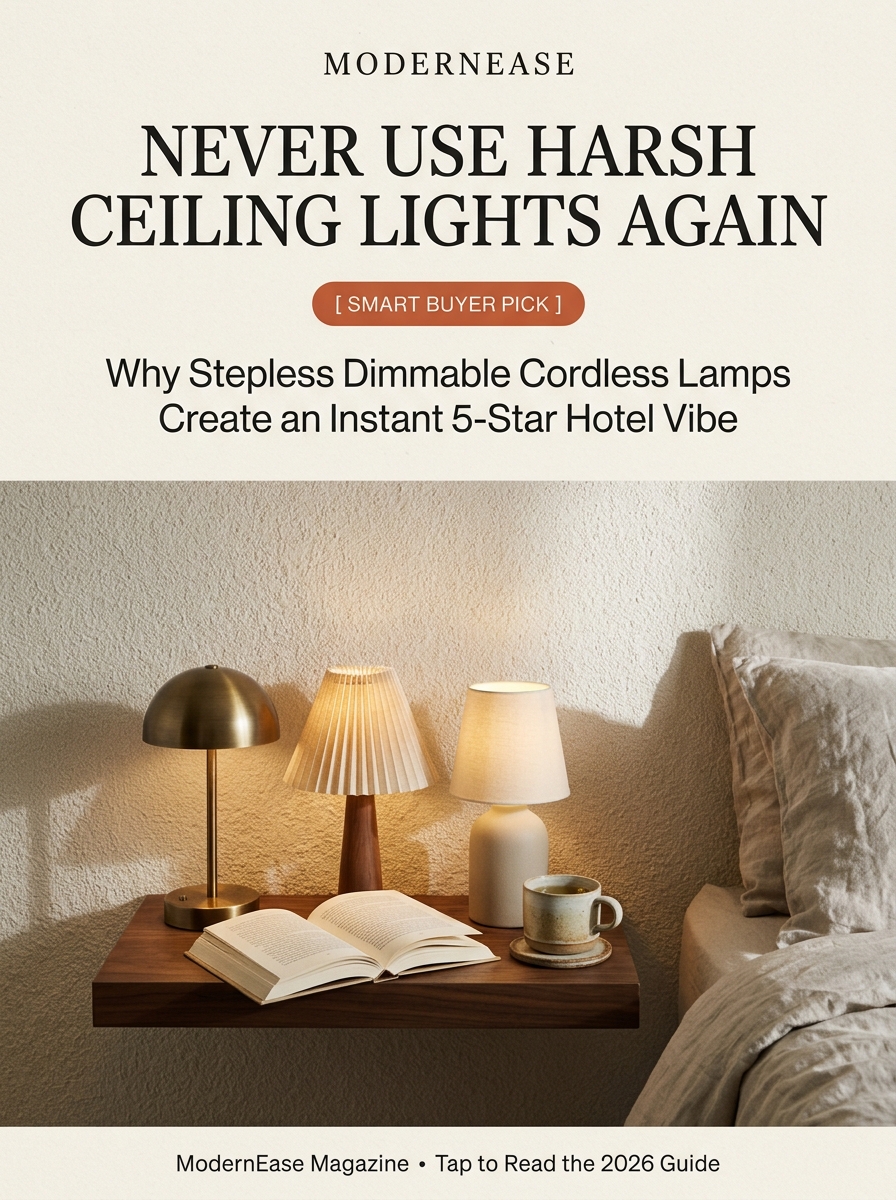 MODERNEASE
NEVER USE HARSH
CEILING LIGHTS AGAIN
[ SMART BUYER PICK ]
Why Stepless Dimmable Cordless Lamps
Create an Instant 5-Star Hotel Vibe
ModernEase Magazine • Tap to Read the 2026 Guide